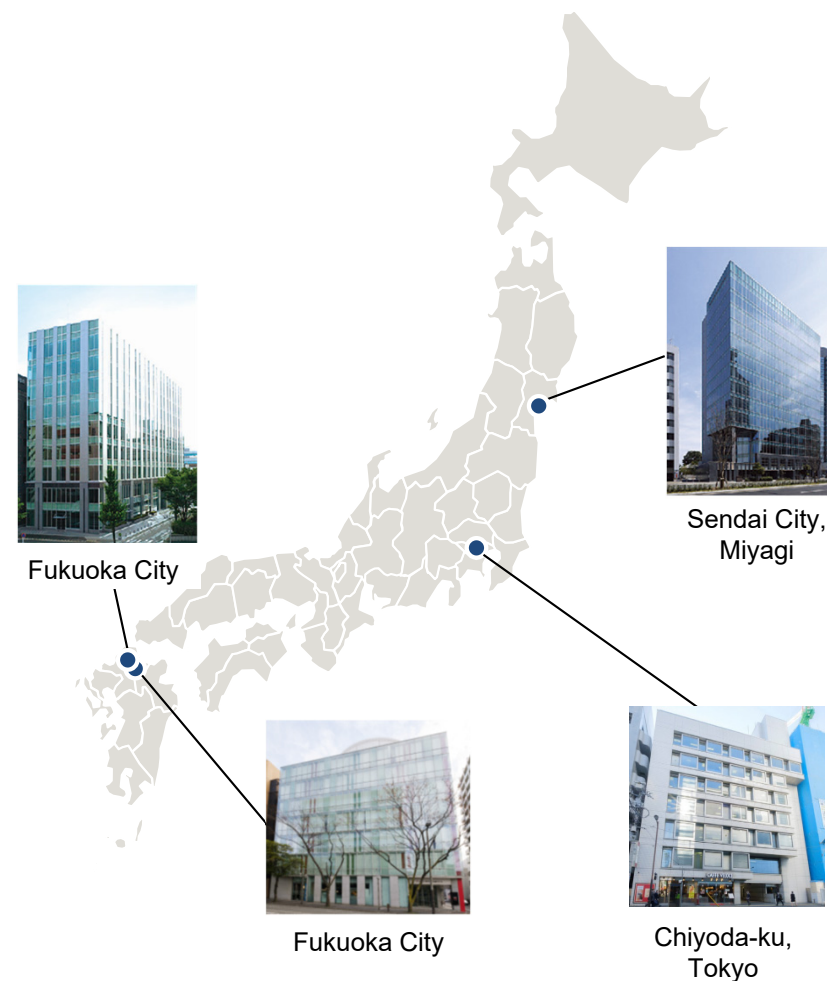 Sendai City,
Miyagi
Fukuoka City
Fukuoka City
Chiyoda-ku,
Tokyo